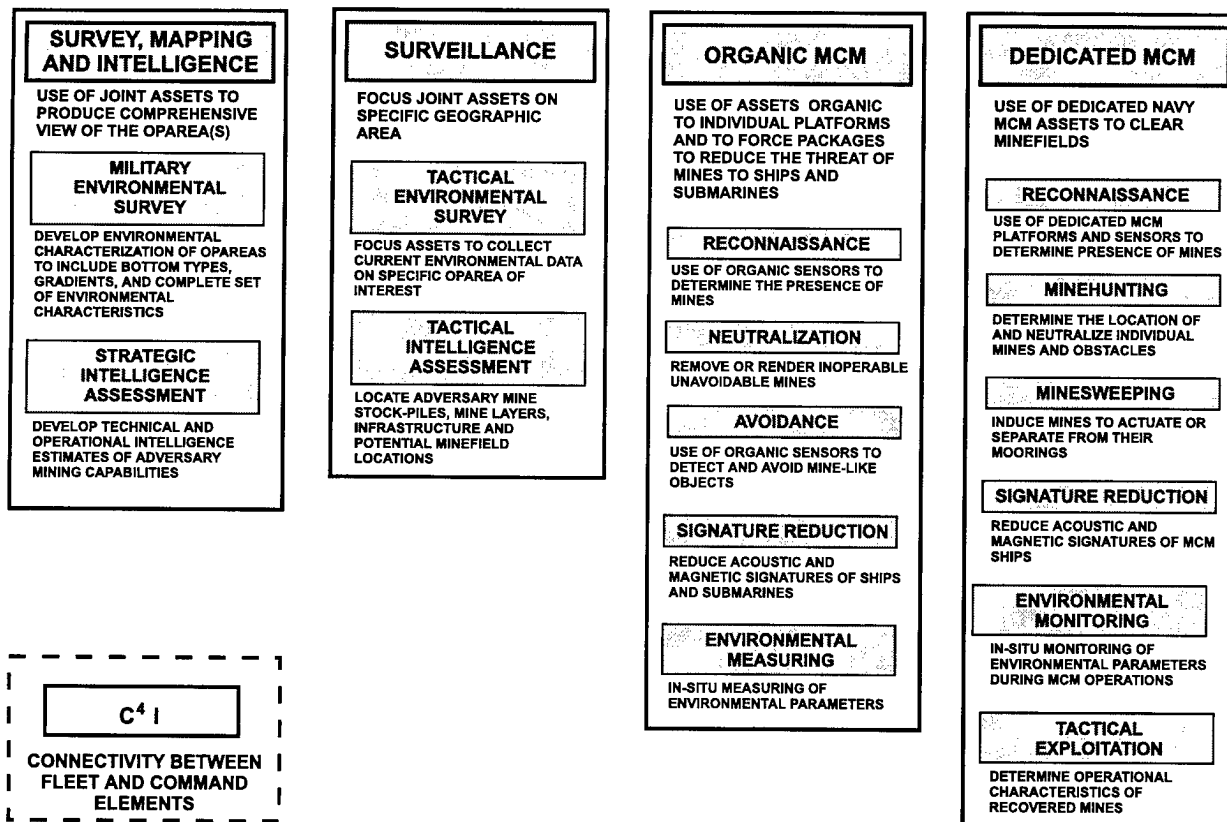 SURVEY, MAPPING
AND INTELLIGENCE
USE OF JOINT ASSETS TO
PRODUCE COMPREHENSIVE
VIEW OF THE OPAREA(S)
MILITARY
ENVIRONMENTAL
SURVEY
DEVELOP ENVIRONMENTAL
CHARACTERIZATION OF OPAREAS
TO INCLUDE BOTTOM TYPES,
GRADIENTS, AND COMPLETE SET
OF ENVIRONMENTAL
CHARACTERISTICS
STRATEGIC
INTELLIGENCE
ASSESSMENT
DEVELOP TECHNICAL AND
OPERATIONAL INTELLIGENCE
ESTIMATES OF ADVERSARY
MINING CAPABILITIES
C⁴ I
CONNECTIVITY BETWEEN
FLEET AND COMMAND
ELEMENTS
SURVEILLANCE
FOCUS JOINT ASSETS ON
SPECIFIC GEOGRAPHIC
AREA
TACTICAL
ENVIRONMENTAL
SURVEY
FOCUS ASSETS TO COLLECT
CURRENT ENVIRONMENTAL DATA
ON SPECIFIC OPAREA OF
INTEREST
TACTICAL
INTELLIGENCE
ASSESSMENT
LOCATE ADVERSARY MINE
STOCK-PILES, MINE LAYERS,
INFRASTRUCTURE AND
POTENTIAL MINEFIELD
LOCATIONS
ORGANIC MCM
USE OF ASSETS ORGANIC
TO INDIVIDUAL PLATFORMS
AND TO FORCE PACKAGES
TO REDUCE THE THREAT OF
MINES TO SHIPS AND
SUBMARINES
RECONNAISSANCE
USE OF ORGANIC SENSORS TO
DETERMINE THE PRESENCE OF
MINES
NEUTRALIZATION
REMOVE OR RENDER INOPERABLE
UNAVOIDABLE MINES
AVOIDANCE
USE OF ORGANIC SENSORS TO
DETECT AND AVOID MINE-LIKE
OBJECTS
SIGNATURE REDUCTION
REDUCE ACOUSTIC AND
MAGNETIC SIGNATURES OF SHIPS
AND SUBMARINES
ENVIRONMENTAL
MEASURING
IN-SITU MEASURING OF
ENVIRONMENTAL PARAMETERS
DEDICATED MCM
USE OF DEDICATED NAVY
MCM ASSETS TO CLEAR
MINEFIELDS
RECONNAISSANCE
USE OF DEDICATED MCM
PLATFORMS AND SENSORS TO
DETERMINE PRESENCE OF MINES
MINEHUNTING
DETERMINE THE LOCATION OF
AND NEUTRALIZE INDIVIDUAL
MINES AND OBSTACLES
MINESWEEPING
INDUCE MINES TO ACTUATE OR
SEPARATE FROM THEIR
MOORINGS
SIGNATURE REDUCTION
REDUCE ACOUSTIC AND
MAGNETIC SIGNATURES OF MCM
SHIPS
ENVIRONMENTAL
MONITORING
IN-SITU MONITORING OF
ENVIRONMENTAL PARAMETERS
DURING MCM OPERATIONS
TACTICAL
EXPLOITATION
DETERMINE OPERATIONAL
CHARACTERISTICS OF
RECOVERED MINES